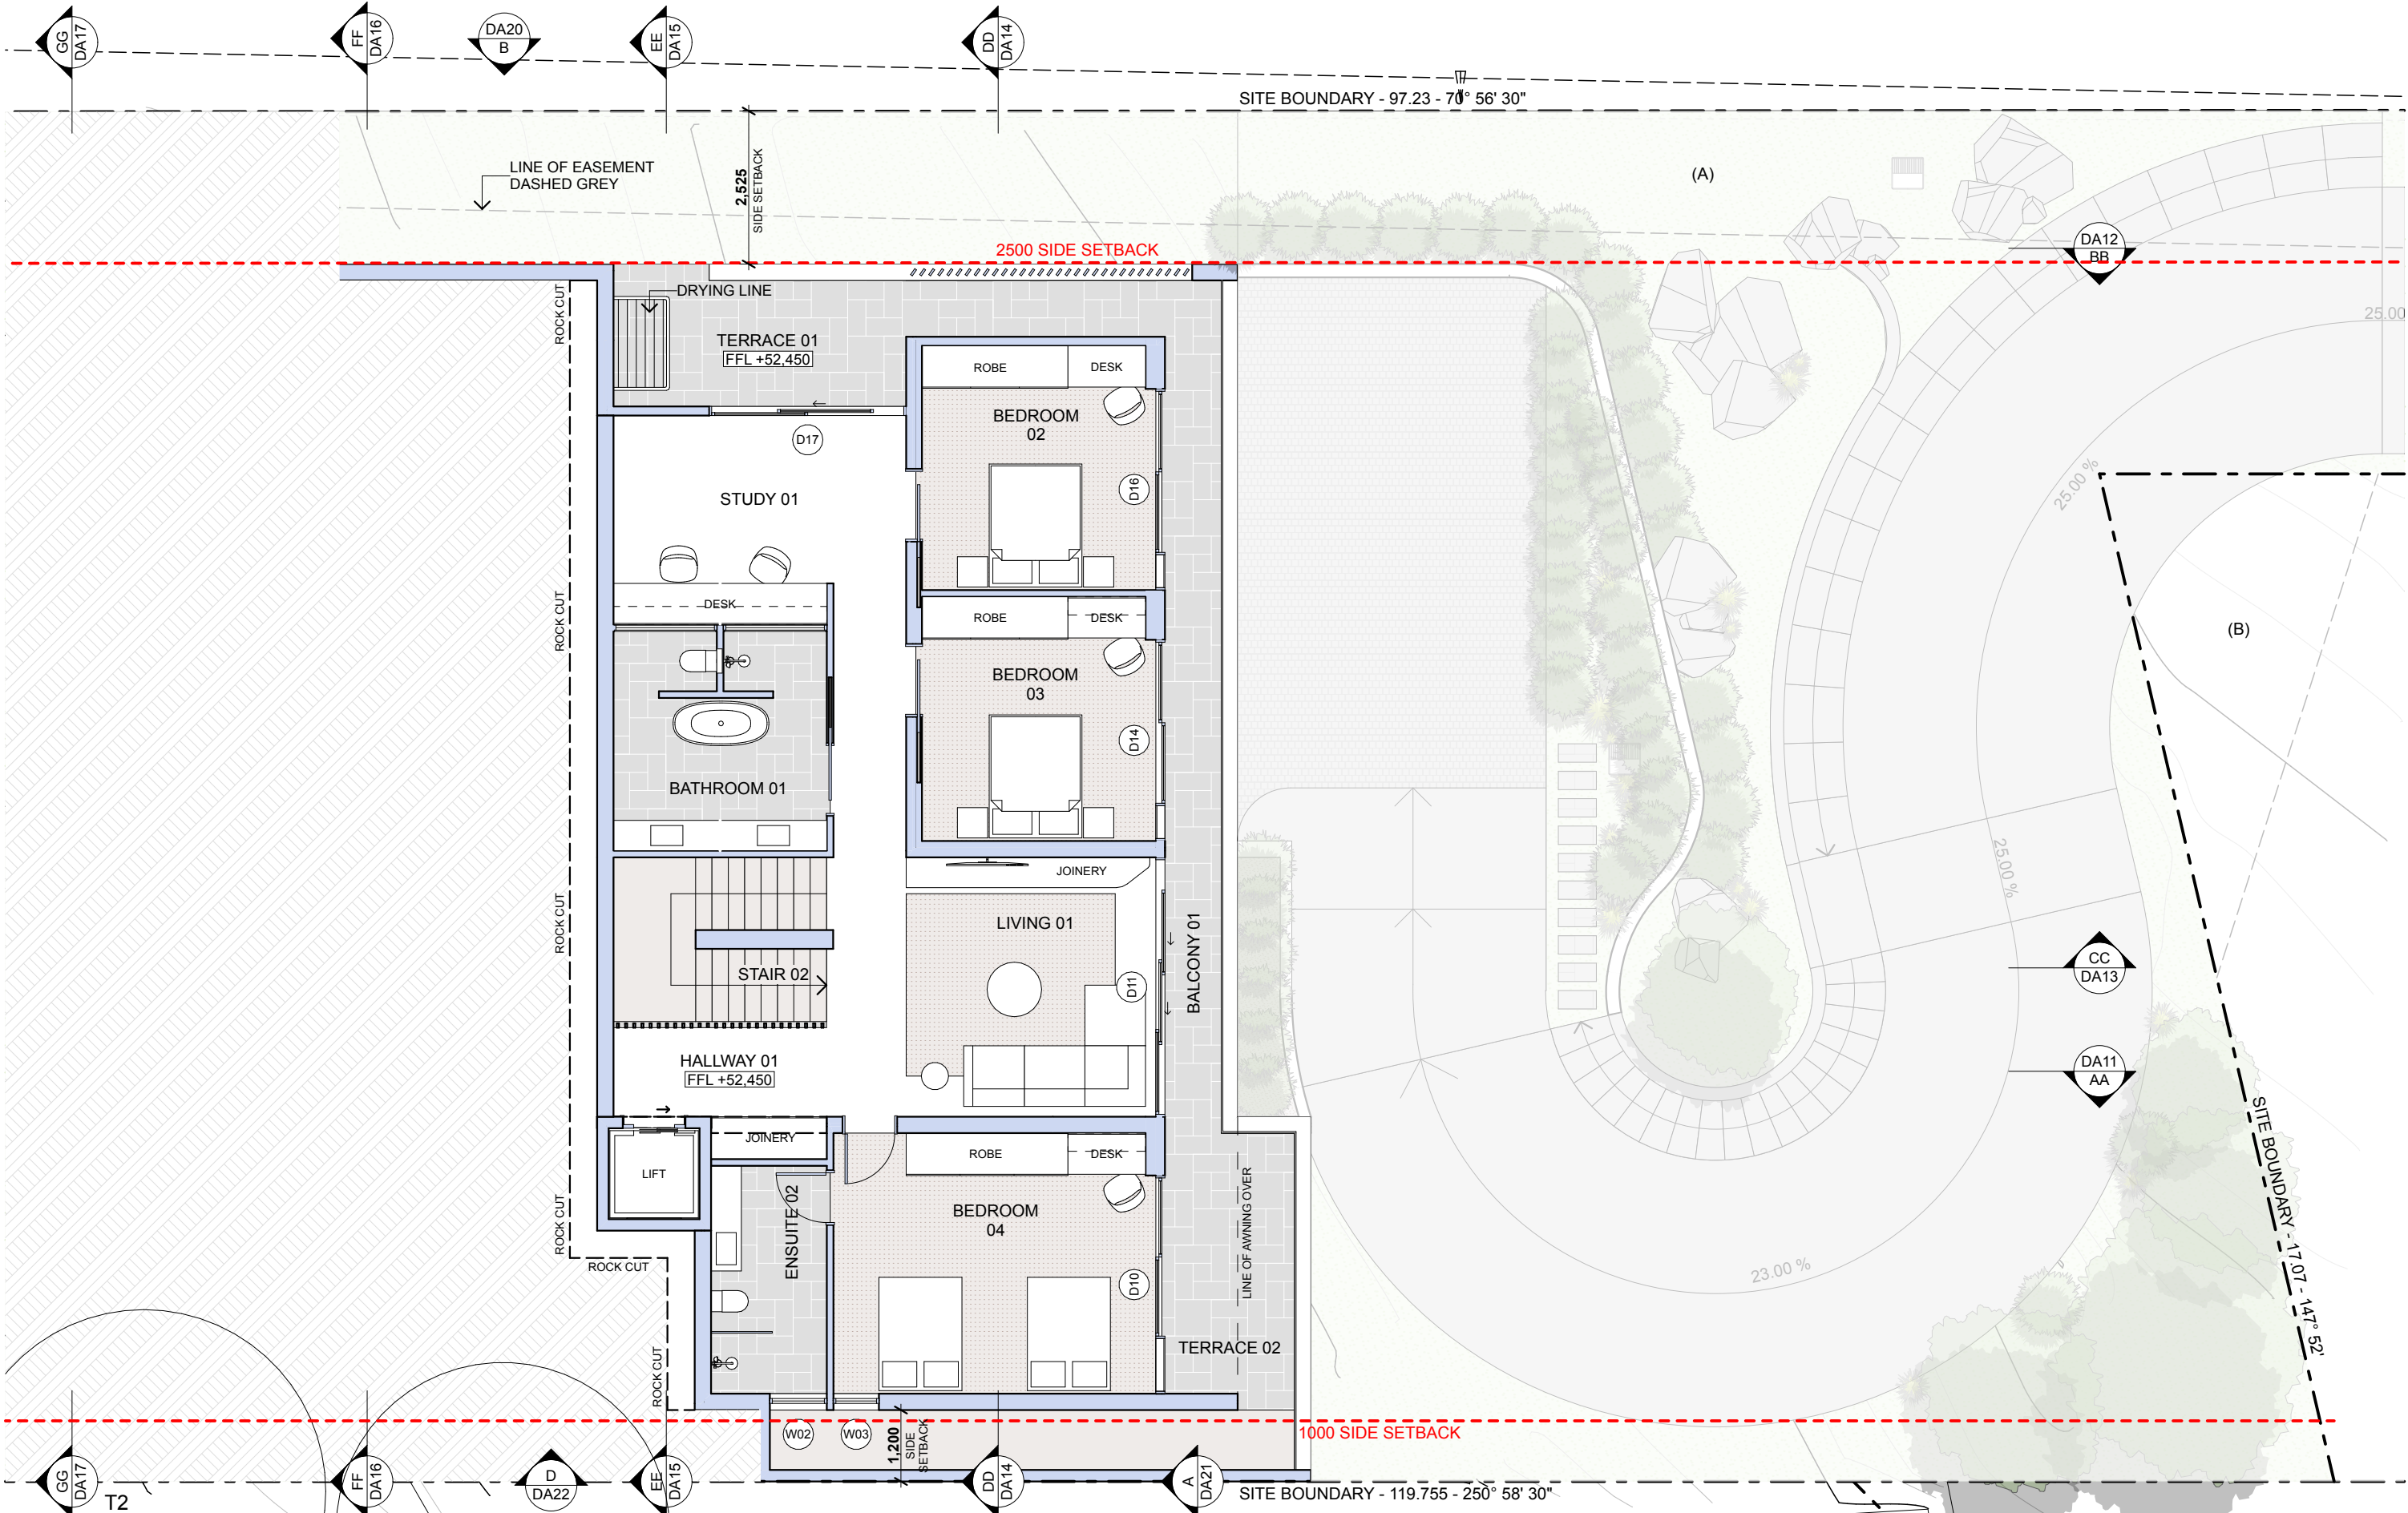 GG
DA17
FF
DA16
DA20
B
EE
DA15
DD
DA14
SITE BOUNDARY - 97.23 - 70° 56' 30"
LINE OF EASEMENT
DASHED GREY
2,525
SIDE SETBACK
(A)
2500 SIDE SETBACK
DA12
BB
DRYING LINE
ROCK CUT
TERRACE 01
FFL +52,450
25.00
ROBE
DESK
BEDROOM
02
D17
D16
STUDY 01
25.00 %
DESK
ROCK CUT
ROBE
DESK
(B)
BEDROOM
03
D14
BATHROOM 01
JOINERY
25.00 %
ROCK CUT
LIVING 01
BALCONY 01
STAIR 02
D11
CC
DA13
HALLWAY 01
FFL +52,450
DA11
AA
JOINERY
LIFT
ROBE
DESK
ROCK CUT
ENSUITE 02
BEDROOM
04
LINE OF AWNING OVER
SITE BOUNDARY - 17.07 - 147° 52'
ROCK CUT
D10
23.00 %
TERRACE 02
ROCK CUT
W02
W03
1,200
SIDE
SETBACK
1000 SIDE SETBACK
GG
DA17
T2
FF
DA16
D
DA22
EE
DA15
DD
DA14
A
DA21
SITE BOUNDARY - 119.755 - 250° 58' 30"